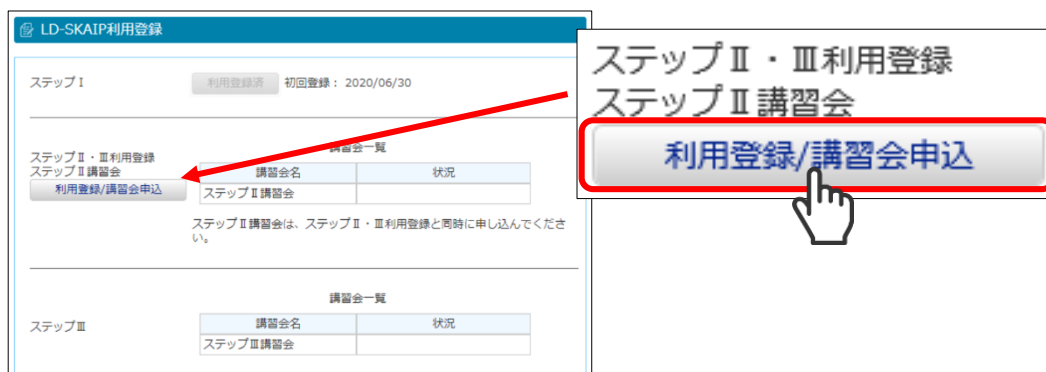 LD-SKAIP利用登録
ステップⅠ
利用登録済
初回登録： 2020/06/30
ステップⅡ・Ⅲ利用登録
ステップⅡ講習会
利用登録/講習会申込
講習会一覧
講習会名
状況
ステップⅡ講習会
ステップⅡ講習会は、ステップⅡ・Ⅲ利用登録と同時に申し込んでくださ
い。
ステップⅢ
講習会一覧
講習会名
状況
ステップⅢ講習会
ステップⅡ・Ⅲ利用登録
ステップⅡ講習会
利用登録/講習会申込